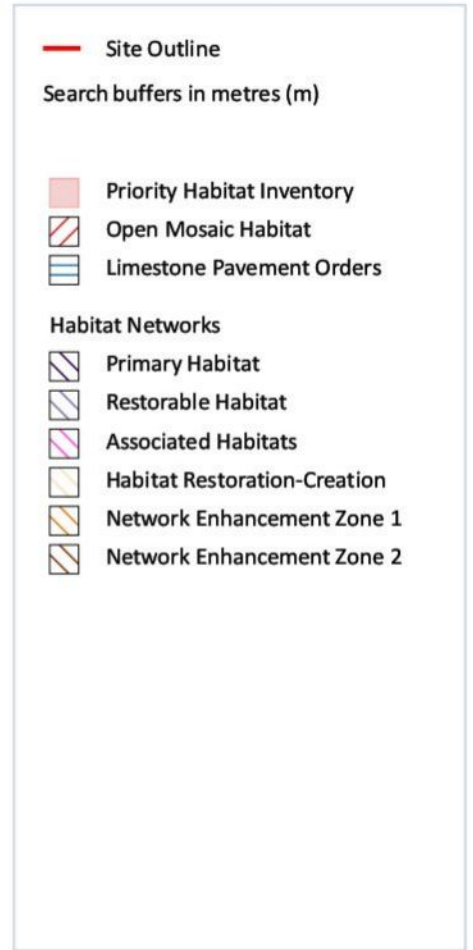 Site Outline
Search buffers in metres (m)
Priority Habitat Inventory
Open Mosaic Habitat
Limestone Pavement Orders
Habitat Networks
Primary Habitat
Restorable Habitat
Associated Habitats
Habitat Restoration-Creation
Network Enhancement Zone 1
Network Enhancement Zone 2